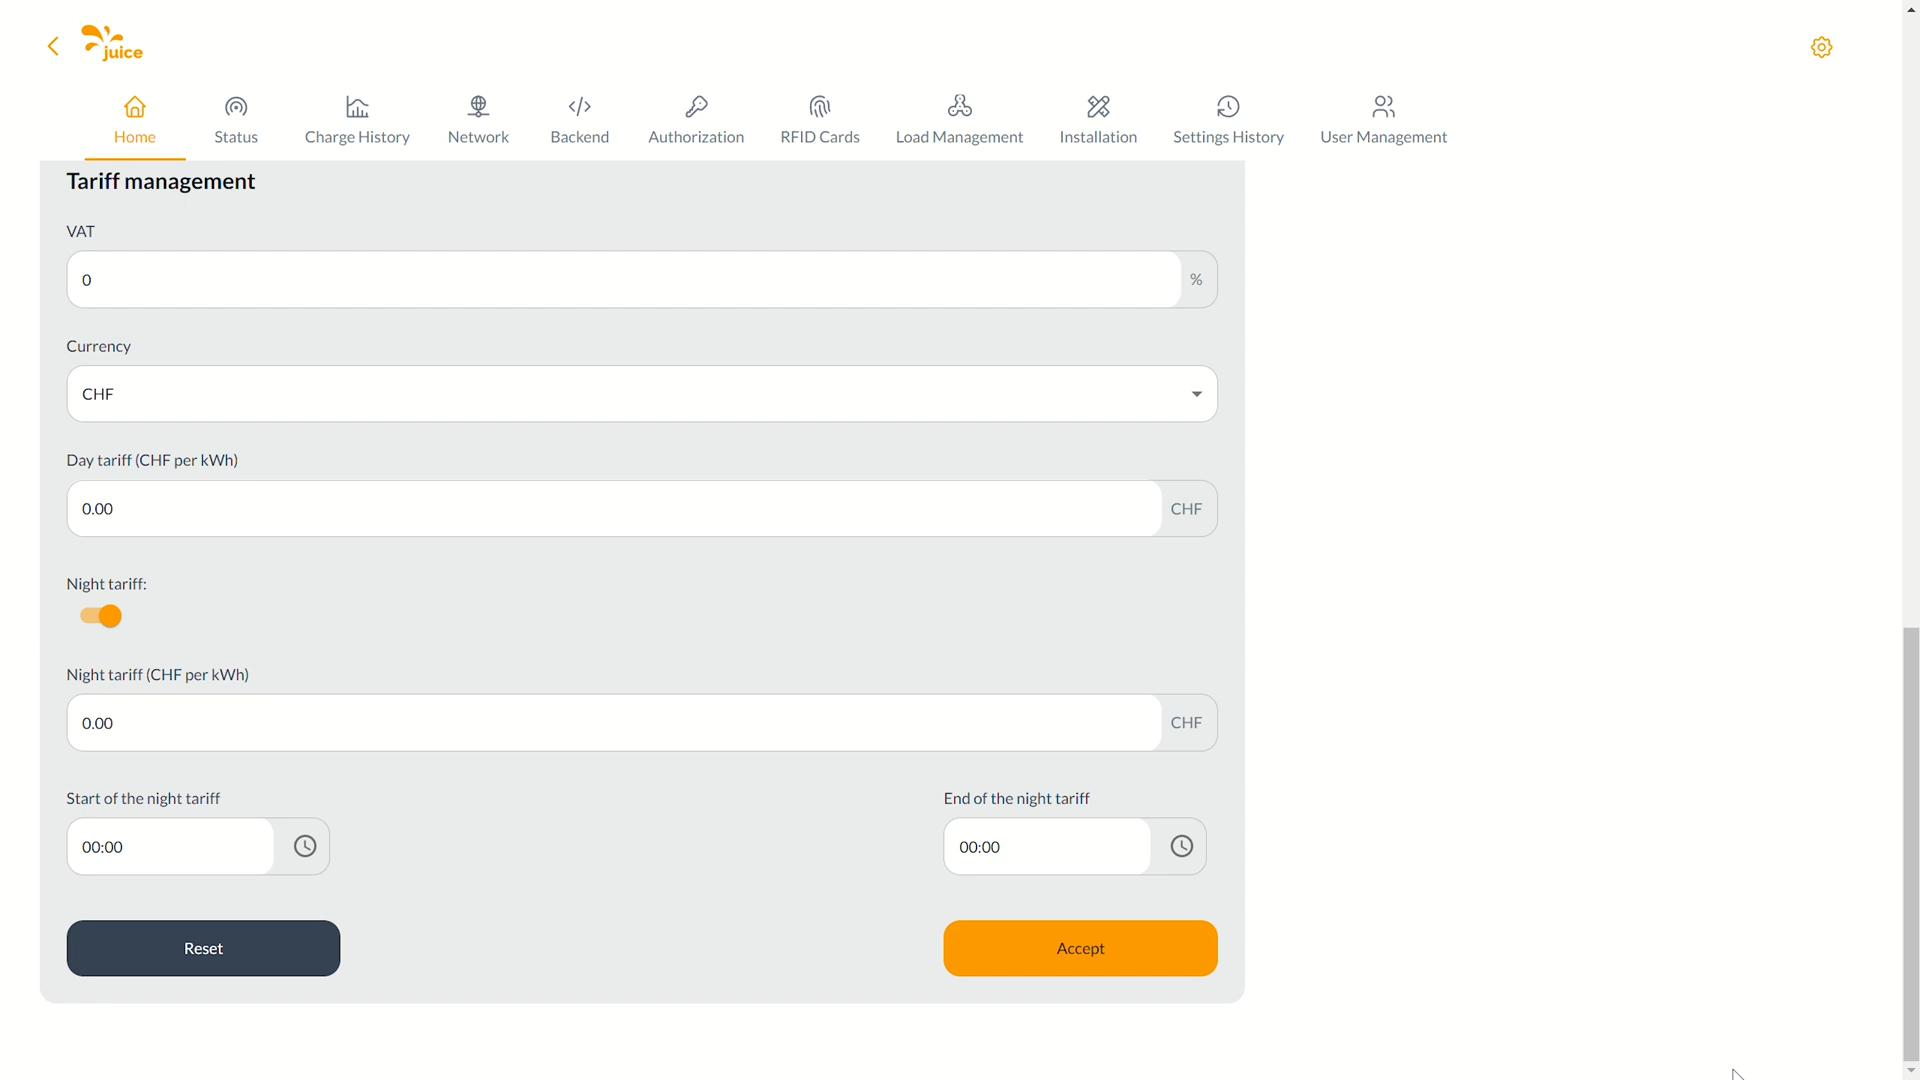 juice
Home
Status
Charge History
Network
Backend
Authorization
RFID Cards
Load Management
Installation
Settings History
User Management
Tariff management
VAT
0
%
Currency
CHF
Day tariff (CHF per kWh)
0.00
CHF
Night tariff:
Night tariff (CHF per kWh)
0.00
CHF
Start of the night tariff
End of the night tariff
00:00
00:00
Reset
Accept